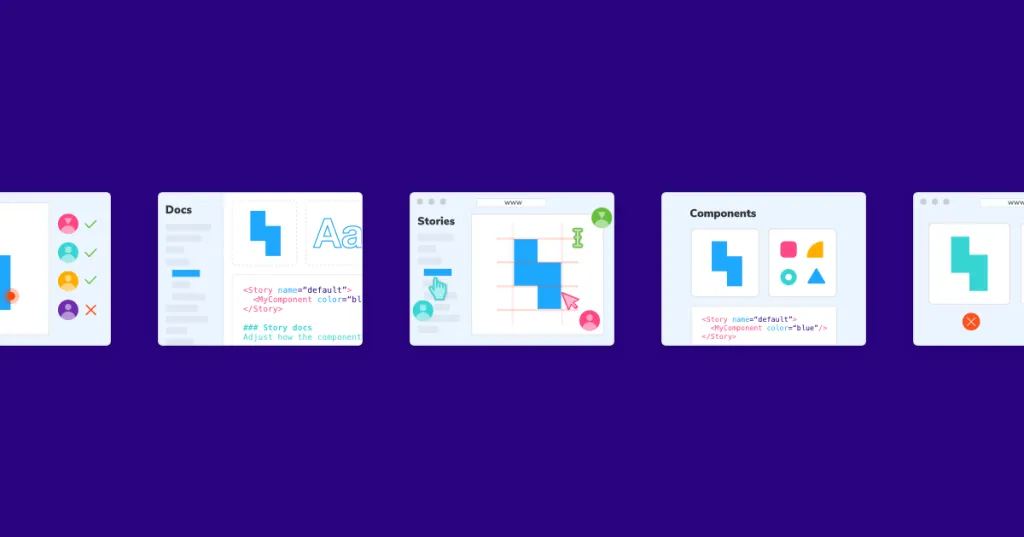 Docs
Aa
<Story name="default">
<MyComponent color="bl
</Story>
### Story docs
Adjust how the component
www
Stories
Components
<Story name="default">
<MyComponent color="blue"/>
</Story>
www